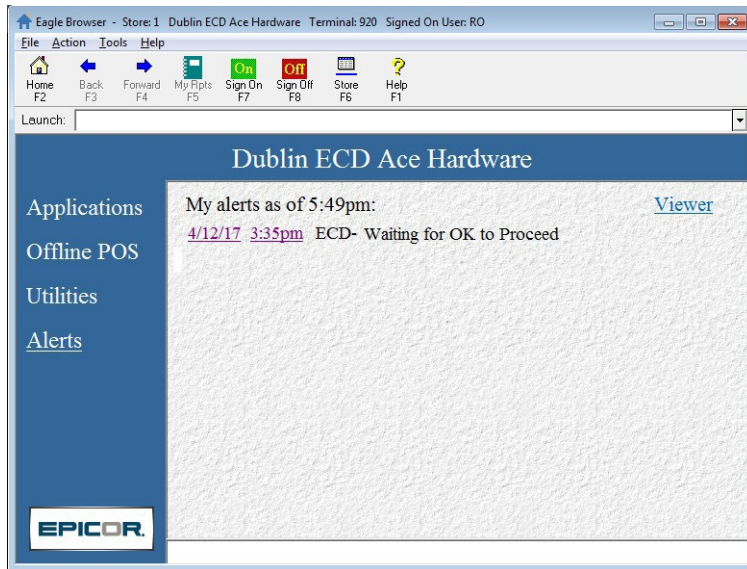 Eagle Browser - Store: 1 Dublin ECD Ace Hardware Terminal: 920 Signed On User: RO
File Action Tools Help
On Off
Home Back Forward My Rpts Sign On Sign Off Store Help
F2 F3 F4 F5 F7 F8 F6 F1
Launch:
Dublin ECD Ace Hardware
Applications
Offline POS
Utilities
Alerts
My alerts as of 5:49pm: Viewer
4/12/17 3:35pm ECD- Waiting for OK to Proceed
EPICOR.